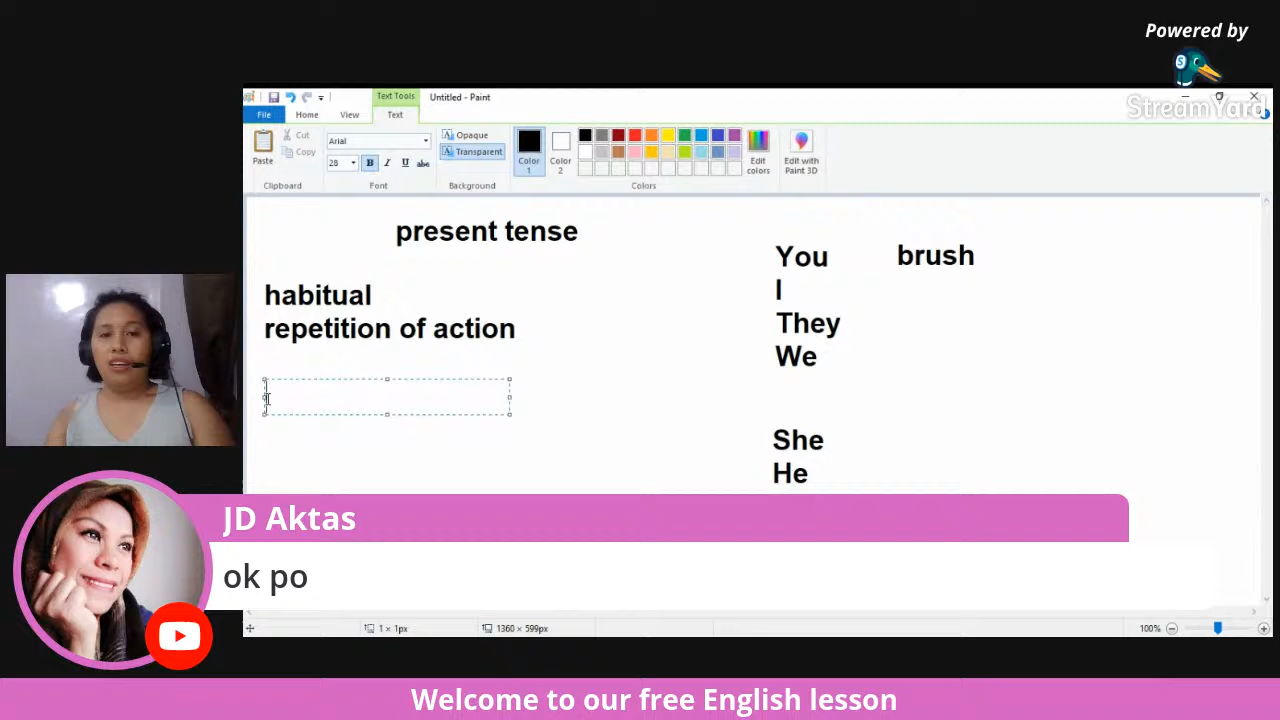 Powered by
StreamYard
Text Tools
Untitled - Paint
File
Home
View
Text
Paste
Cut
Copy
Clipboard
Arial
28
B
I
U
abc
Font
Opaque
Transparent
Background
Color
1
Color
2
Colors
Edit
colors
Edit with
Paint 3D
present tense
habitual
repetition of action
You
I
They
We
brush
She
He
JD Aktas
ok po
1 × 1px
1360 × 599px
100%
Welcome to our free English lesson